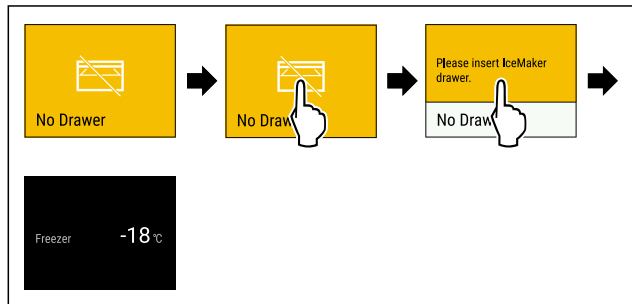 No Drawer
No Draw
Please insert IceMaker
drawer.
No Draw
Freezer -18 °C